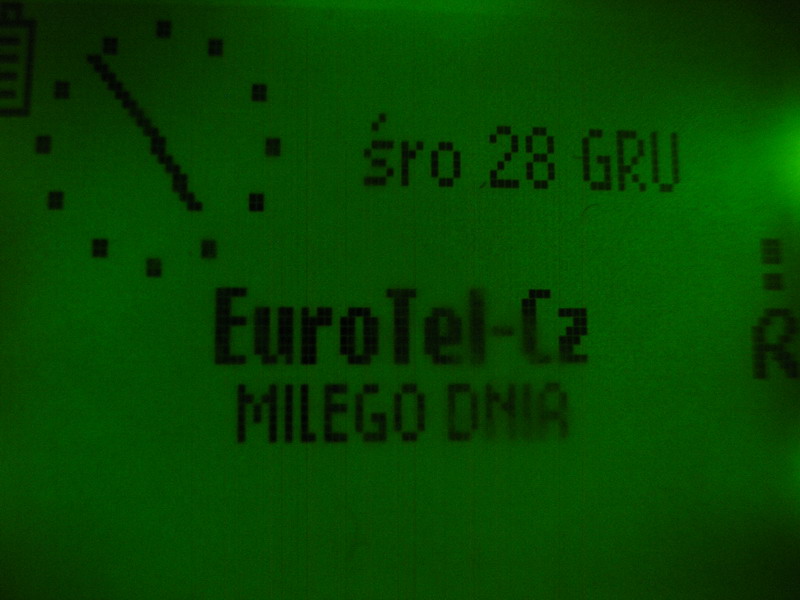 śro 28 GRU
EuroTel-Cz
R
MILEGO DNIA